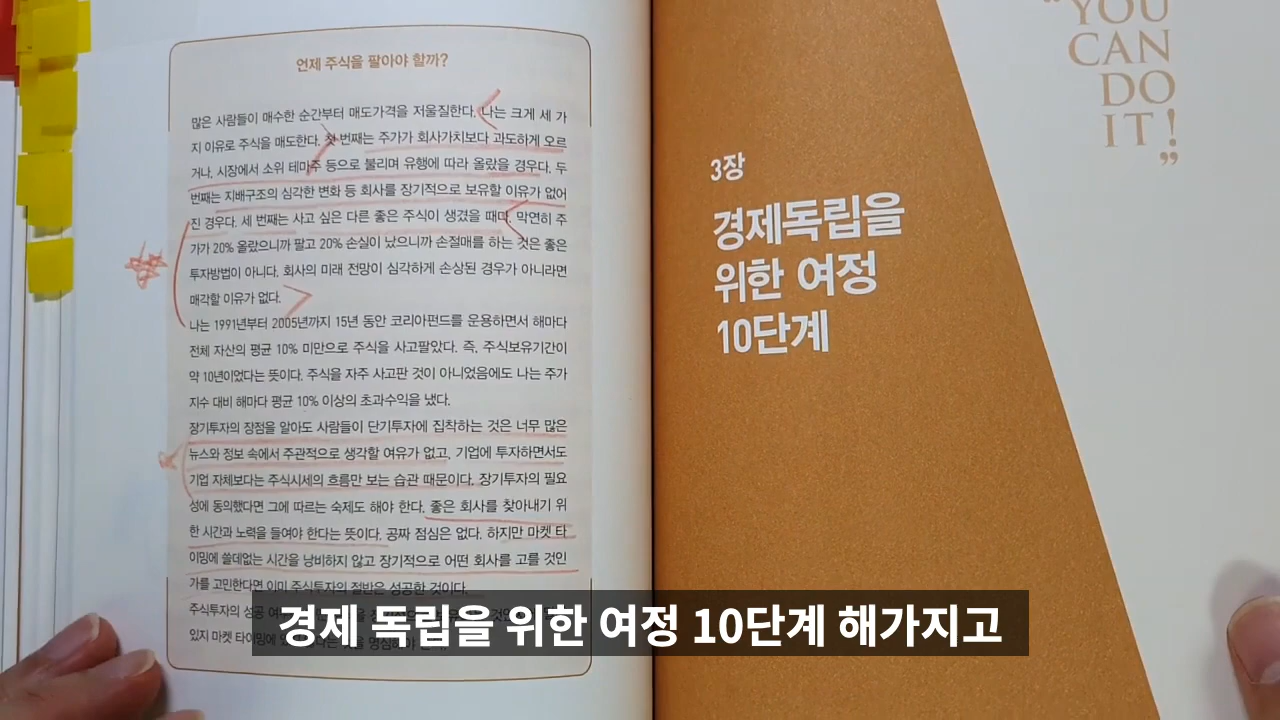 언제 주식을 팔아야 할까?
많은 사람들이 매수한 순간부터 매도가격을 저울질한다. 나는 크게 세 가
지 이유로 주식을 매도한다. 첫 번째는 주가가 회사가치보다 과도하게 오르
거나, 시장에서 소위 테마주 등으로 불리며 유행에 따라 올랐을 경우다. 두
번째는 지배구조의 심각한 변화 등 회사를 장기적으로 보유할 이유가 없어
진 경우다. 세 번째는 사고 싶은 다른 좋은 주식이 생겼을 때다. 막연히 주
가가 20% 올랐으니까 팔고 20% 손실이 났으니까 손절매를 하는 것은 좋은
투자방법이 아니다. 회사의 미래 전망이 심각하게 손상된 경우가 아니라면
매각할 이유가 없다.
나는 1991년부터 2005년까지 15년 동안 코리아펀드를 운용하면서 해마다
전체 자산의 평균 10% 미만으로 주식을 사고팔았다. 즉, 주식보유기간이
약 10년이었다는 뜻이다. 주식을 자주 사고판 것이 아니었음에도 나는 주가
지수 대비 해마다 평균 10% 이상의 초과수익을 냈다.
장기투자의 장점을 알아도 사람들이 단기투자에 집착하는 것은 너무 많은
뉴스와 정보 속에서 주관적으로 생각할 여유가 없고, 기업에 투자하면서도
기업 자체보다는 주식시세의 흐름만 보는 습관 때문이다. 장기투자의 필요
성에 동의했다면 그에 따르는 숙제도 해야 한다. 좋은 회사를 찾아내기 위
한 시간과 노력을 들여야 한다는 뜻이다. 공짜 점심은 없다. 하지만 마켓 타
이밍에 쓸데없는 시간을 낭비하지 않고 장기적으로 어떤 회사를 고를 것인
가를 고민한다면 이미 주식투자의 절반은 성공한 것이다.
주식투자의 성공
있지 마켓 타이밍에
“YOU
CAN
DO
IT!”
3장
경제독립을
위한 여정
10단계
경제 독립을 위한 여정 10단계 해가지고